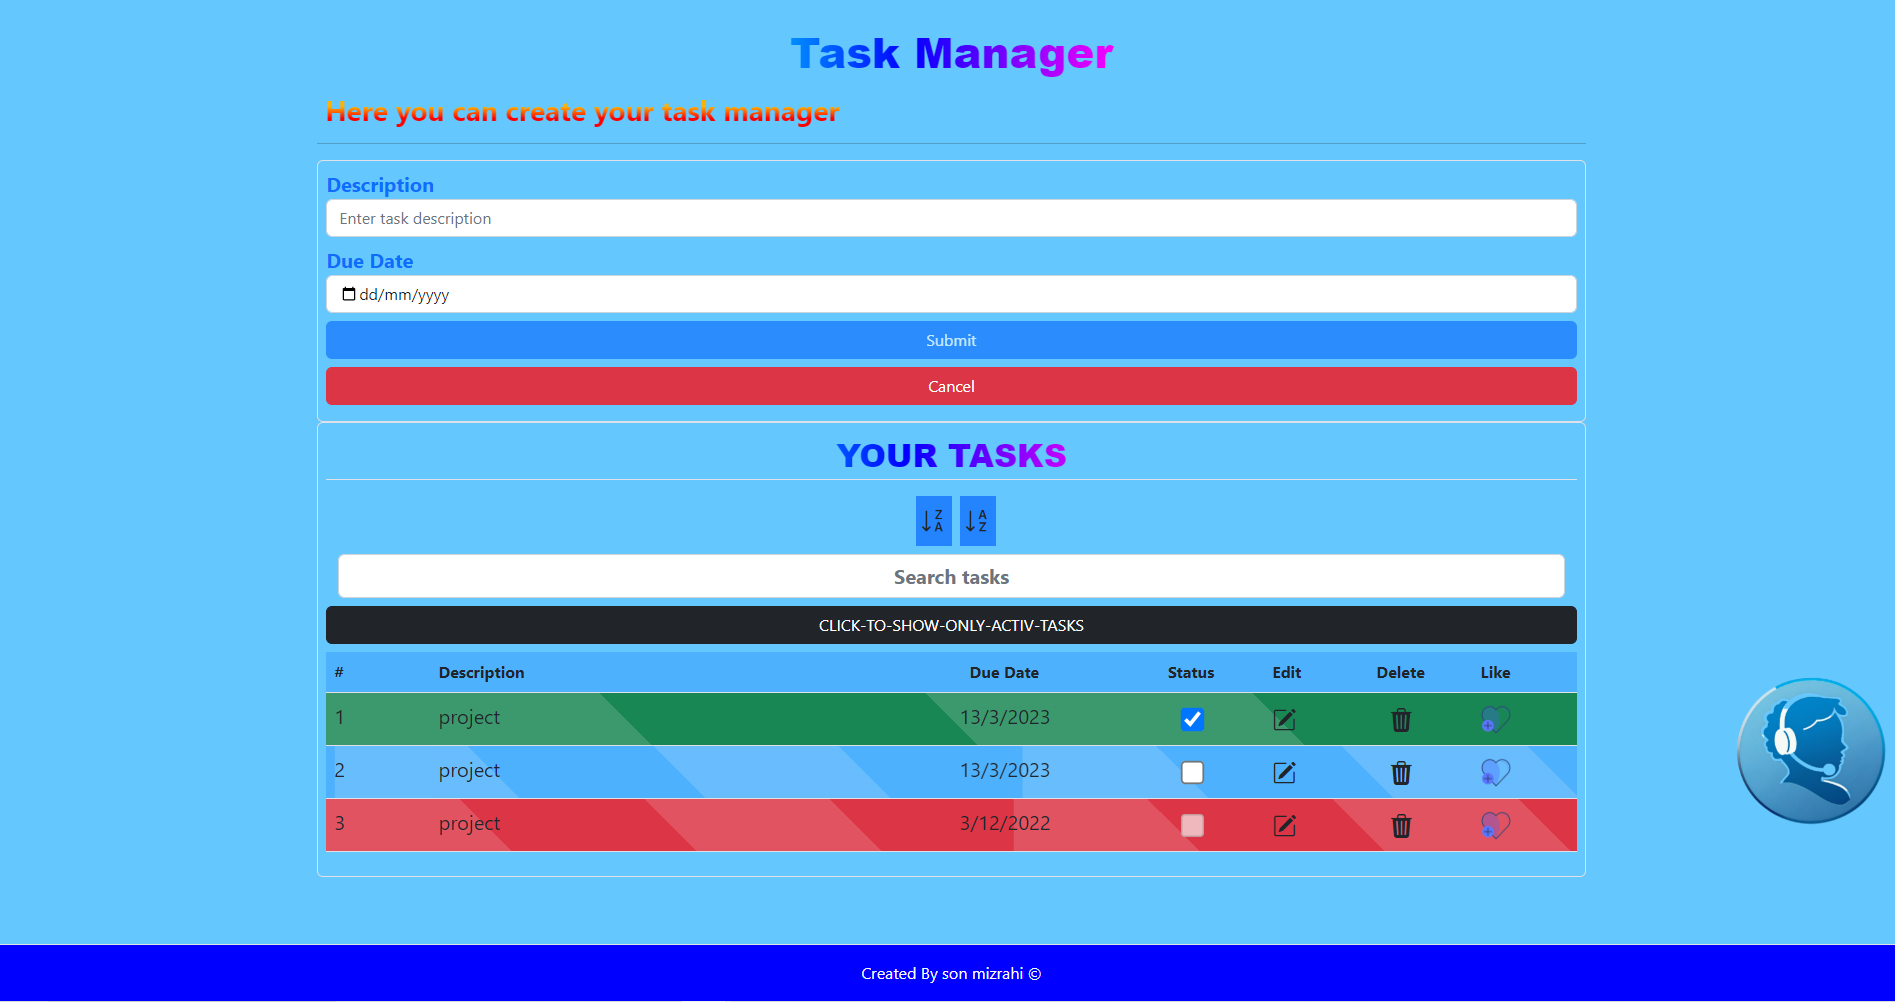 Task Manager
Here you can create your task manager
Description
Enter task description
Due Date
dd/mm/yyyy
Submit
Cancel
YOUR TASKS
Z A A Z
Search tasks
CLICK-TO-SHOW-ONLY-ACTIV-TASKS
# Description Due Date Status Edit Delete Like
1 project 13/3/2023
2 project 13/3/2023
3 project 3/12/2022
Created By son mizrahi ©